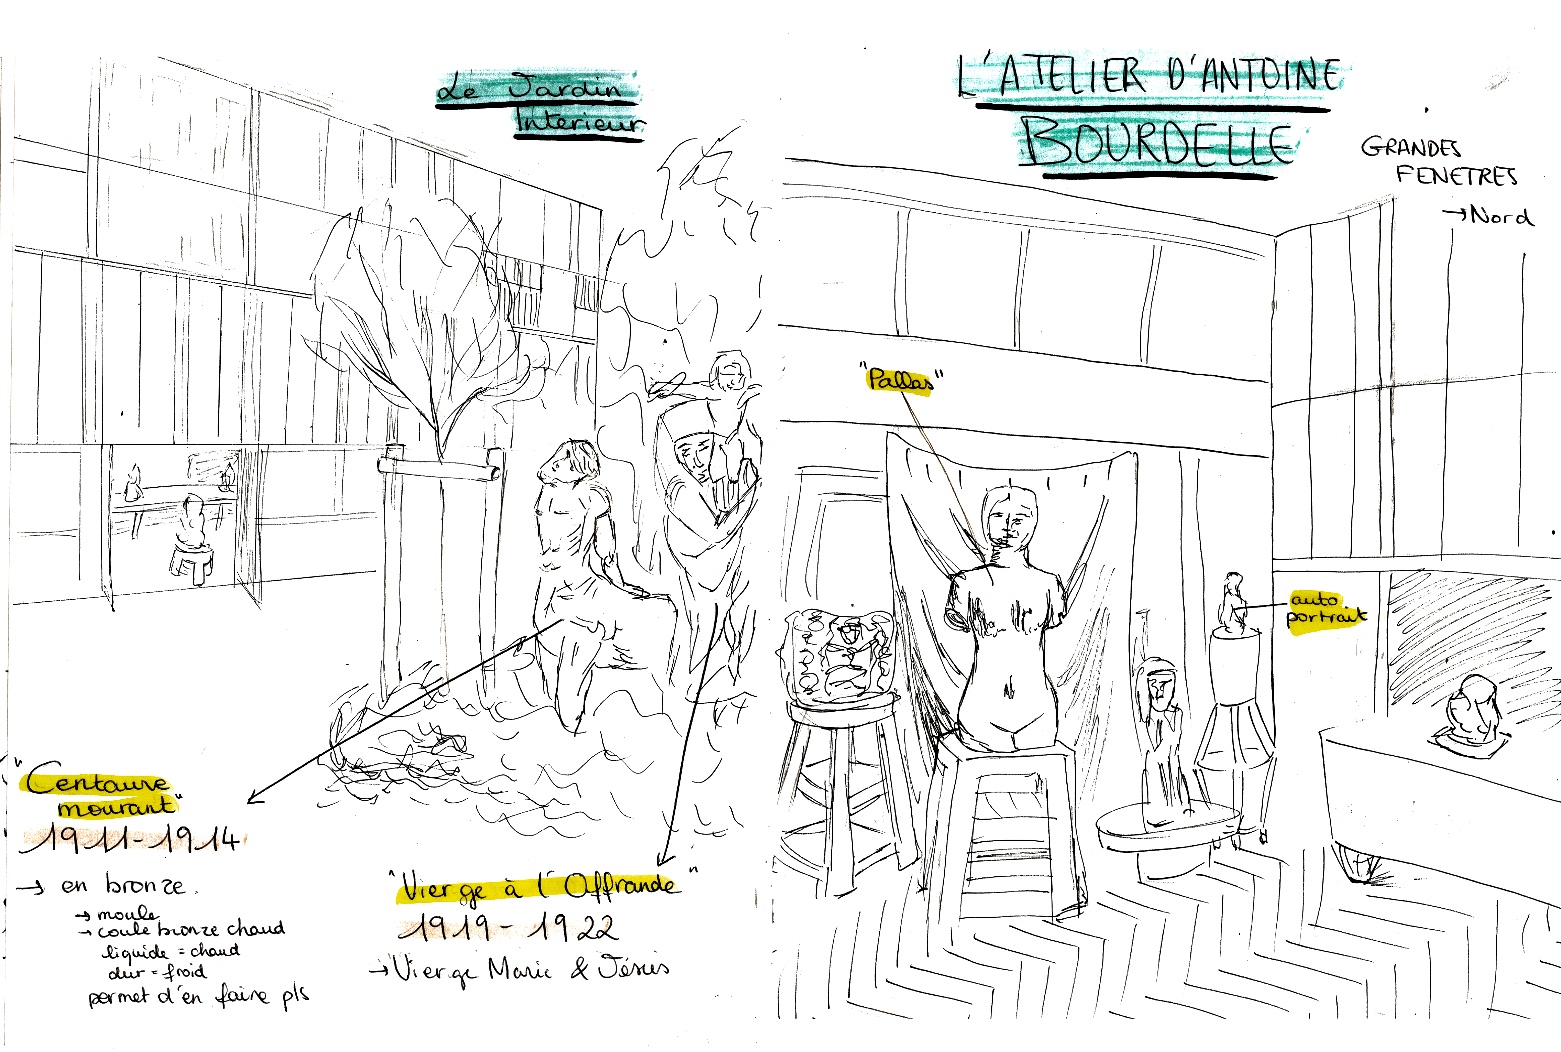 Le Jardin
Interieur
"Centaure
mourant"
1911-1914
→ en bronze.
→ moule
→ coule bronze chaud
liquide = chaud
dur = froid
permet d'en faire pls
"Vierge à l'Offrande"
1919-1922
→ Vierge Marie & Jésus
L'ATELIER D'ANTOINE
BOURDELLE
GRANDES
FENETRES
→ Nord
"Pallas"
auto
portrait